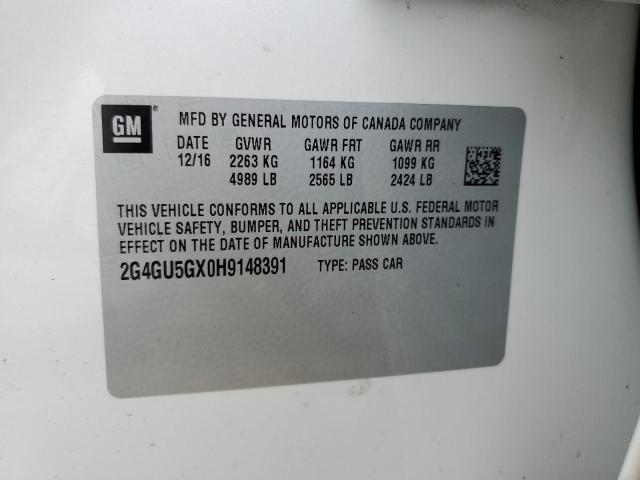 GM
MFD BY GENERAL MOTORS OF CANADA COMPANY
DATE GVWR GAWR FRT GAWR RR
12/16 2263 KG 1164 KG 1099 KG
4989 LB 2565 LB 2424 LB
THIS VEHICLE CONFORMS TO ALL APPLICABLE U.S. FEDERAL MOTOR
VEHICLE SAFETY, BUMPER, AND THEFT PREVENTION STANDARDS IN
EFFECT ON THE DATE OF MANUFACTURE SHOWN ABOVE.
2G4GU5GX0H9148391 TYPE: PASS CAR